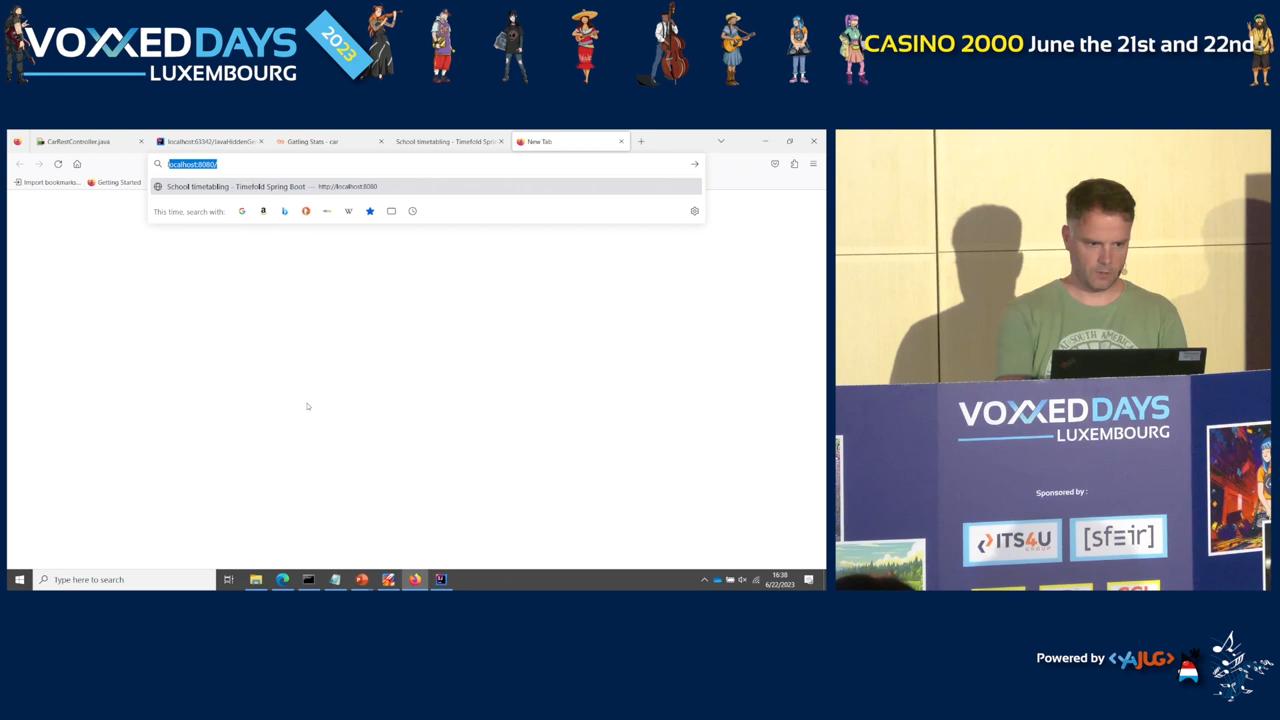 VOXXEDDAYS
LUXEMBOURG
2023
CASINO 2000 June the 21st and 22nd
CarRestController.java
localhost:63342/JavaHiddenGe
Gatling Stats - car
School timetabling - Timefold Spri
New Tab
ocalhost:8080/
Import bookmarks...
Getting Started
School timetabling - Timefold Spring Boot — http://localhost:8080
This time, search with:
Type here to search
16:38
6/22/2023
VOXXEDDAYS
LUXEMBOURG
Sponsored by :
ITS4U
GROUP
[sfeir]
Powered by <YAJUG>